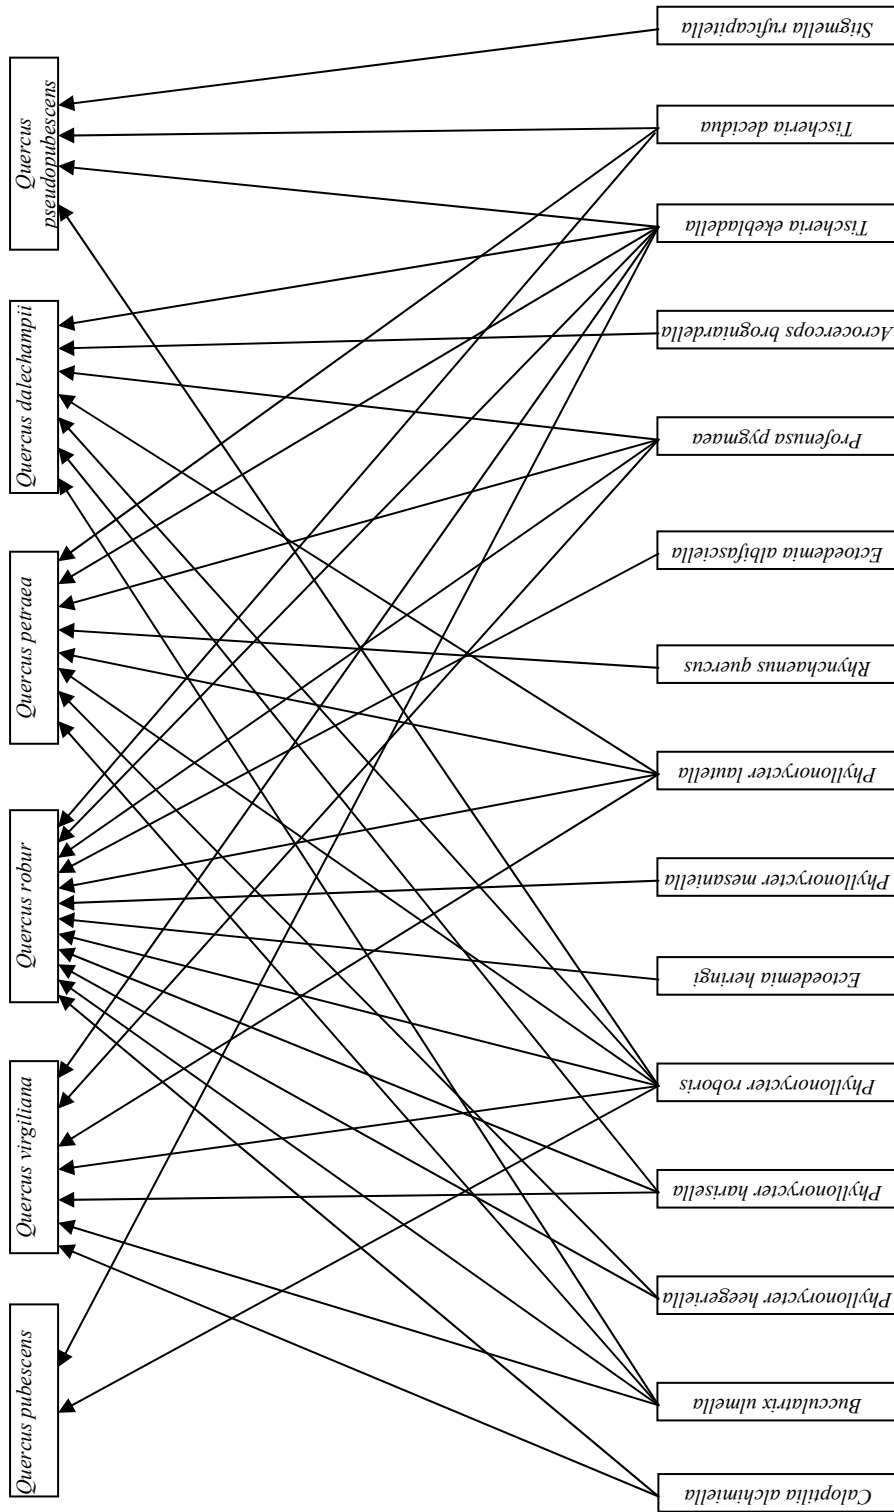 Quercus
pseudopubescens
Quercus dalechampii
Quercus petraea
Quercus robur
Quercus virgiliana
Quercus pubescens
Stigmella ruficapitella
Tischeria decidua
Tischeria ekebladella
Acrocercops brogniardella
Profenusa pygmaea
Ectoedemia albifasciella
Rhynchaenus quercus
Phyllonorycter lautella
Phyllonorycter mesaniella
Ectoedemia heringi
Phyllonorycter roboris
Phyllonorycter harisella
Phyllonorycter heegeriella
Bucculatrix ulmella
Caloptilia alchimiella